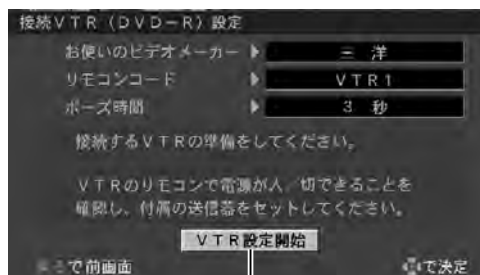 接続VTR（DVD－R）設定
お使いのビデオメーカー 三 洋
リモコンコード VTR1
ポーズ時間 3 秒
接続するVTRの準備をしてください。
VTRのリモコンで電源が入／切できることを
確認し、付属の送信器をセットしてください。
VTR設定開始
で前画面 で決定